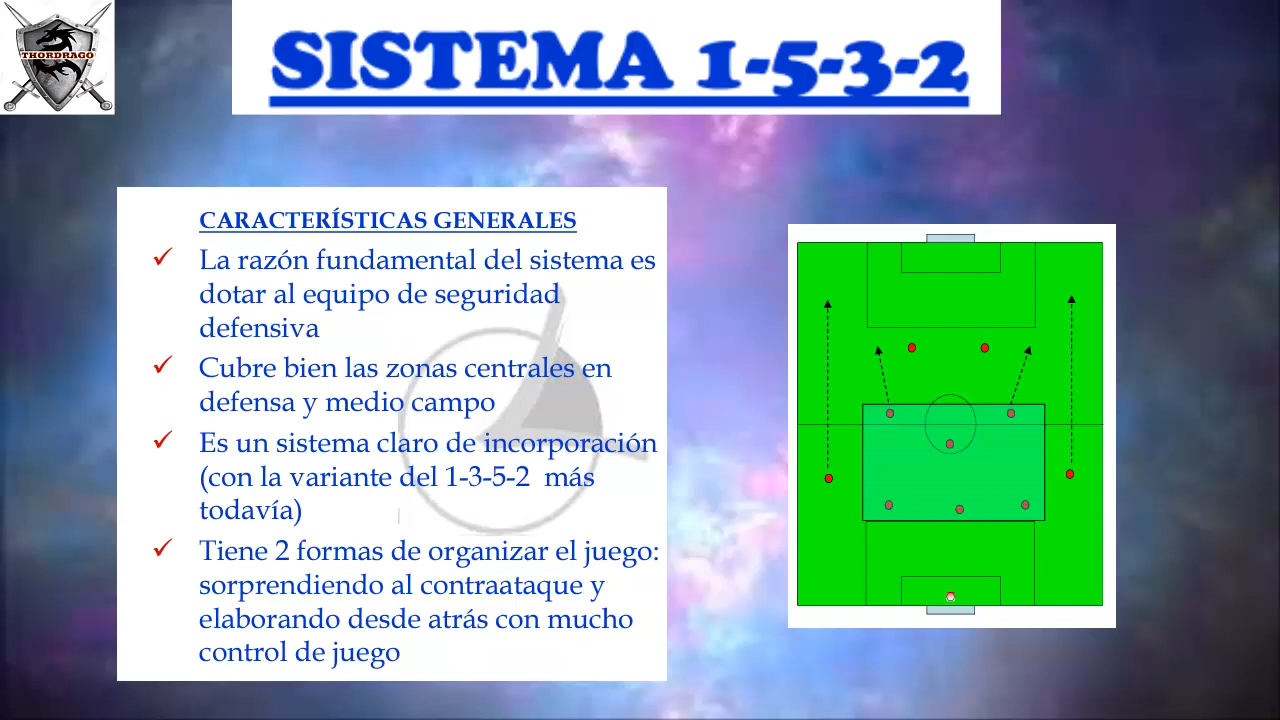 THORDRAGO
SISTEMA 1-5-3-2
CARACTERÍSTICAS GENERALES
La razón fundamental del sistema es
dotar al equipo de seguridad
defensiva
Cubre bien las zonas centrales en
defensa y medio campo
Es un sistema claro de incorporación
(con la variante del 1-3-5-2 más
todavía)
Tiene 2 formas de organizar el juego:
sorprendiendo al contraataque y
elaborando desde atrás con mucho
control de juego